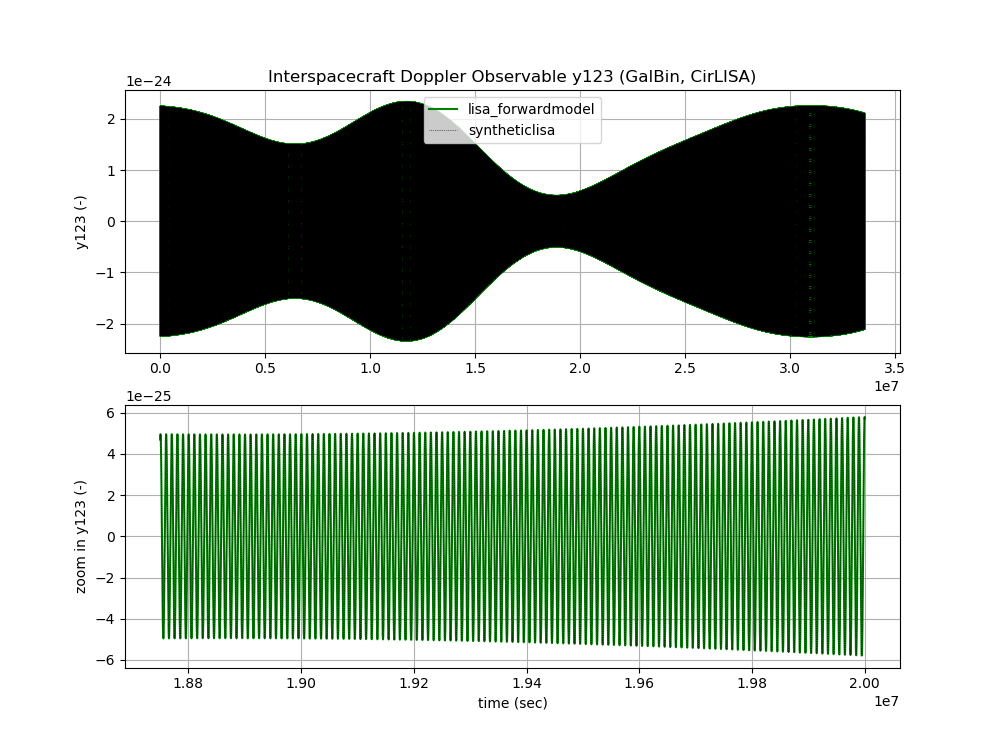 Interspacecraft Doppler Observable y123 (GalBin, CirLISA)
1e−24
lisa_forwardmodel
syntheticlisa
y123 (-)
2
1
0
−1
−2
0.0 0.5 1.0 1.5 2.0 2.5 3.0 3.5
1e7
1e−25
zoom in y123 (-)
6
4
2
0
−2
−4
−6
1.88 1.90 1.92 1.94 1.96 1.98 2.00
1e7
time (sec)